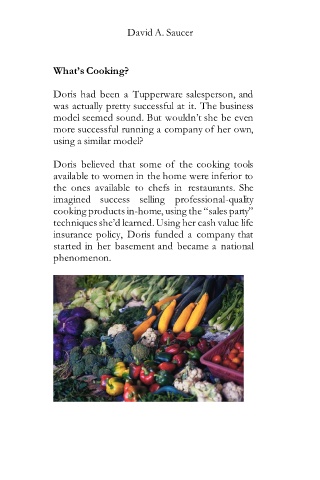 David A. Saucer
What's Cooking?
Doris had been a Tupperware salesperson, and
was actually pretty successful at it. The business
model seemed sound. But wouldn't she be even
more successful running a company of her own,
using a similar model?
Doris believed that some of the cooking tools
available to women in the home were inferior to
the ones available to chefs in restaurants. She
imagined success selling professional-quality
cooking products in-home, using the “sales party”
techniques she'd learned. Using her cash value life
insurance policy, Doris funded a company that
started in her basement and became a national
phenomenon.